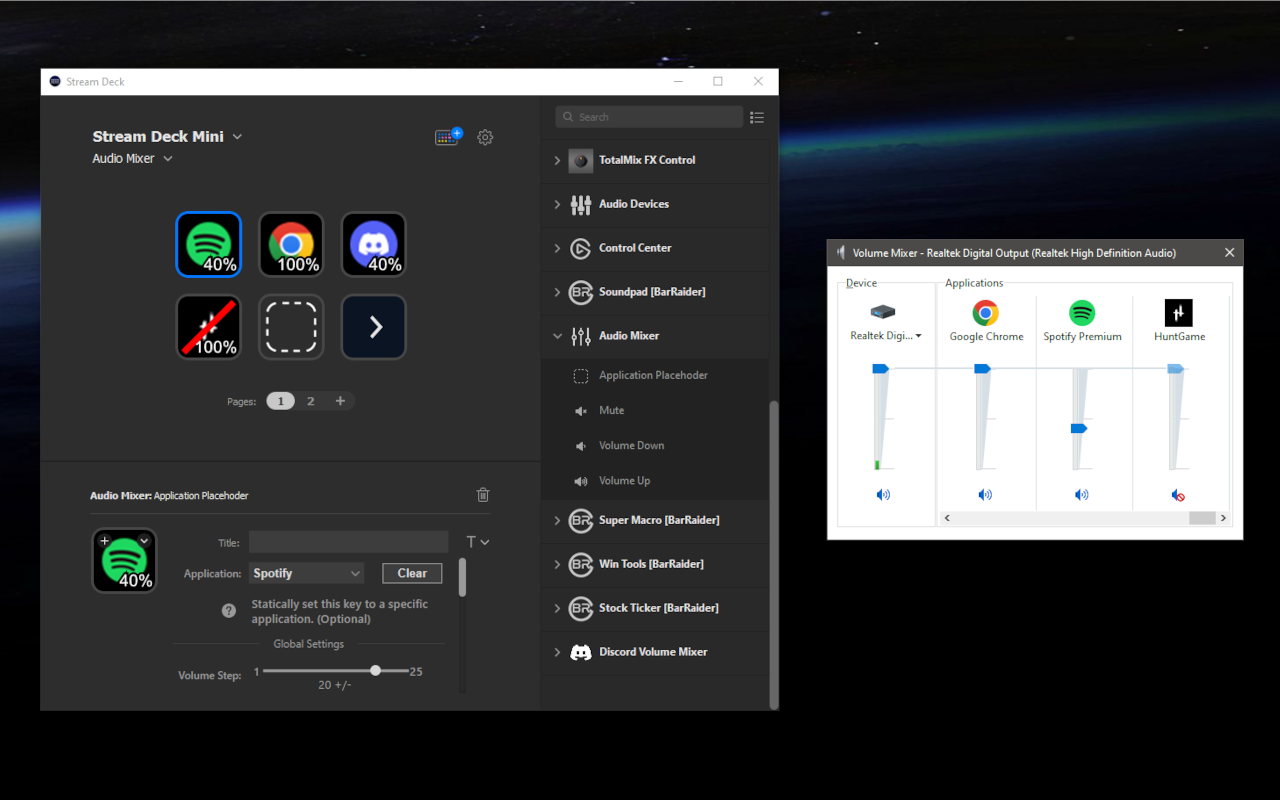 Stream Deck
Stream Deck Mini
Audio Mixer
40%
100%
40%
100%
Pages: 1 2 +
Audio Mixer: Application Placehoder
Title:
T
40%
Application: Spotify Clear
Statically set this key to a specific
application. (Optional)
Global Settings
Volume Step: 1 25
20 +/-
Search
TotalMix FX Control
Audio Devices
Control Center
BR Soundpad [BarRaider]
Audio Mixer
Application Placehoder
Mute
Volume Down
Volume Up
BR Super Macro [BarRaider]
BR Win Tools [BarRaider]
BR Stock Ticker [BarRaider]
Discord Volume Mixer
Volume Mixer - Realtek Digital Output (Realtek High Definition Audio)
Device
Applications
Realtek Digi...
Google Chrome
Spotify Premium
HuntGame